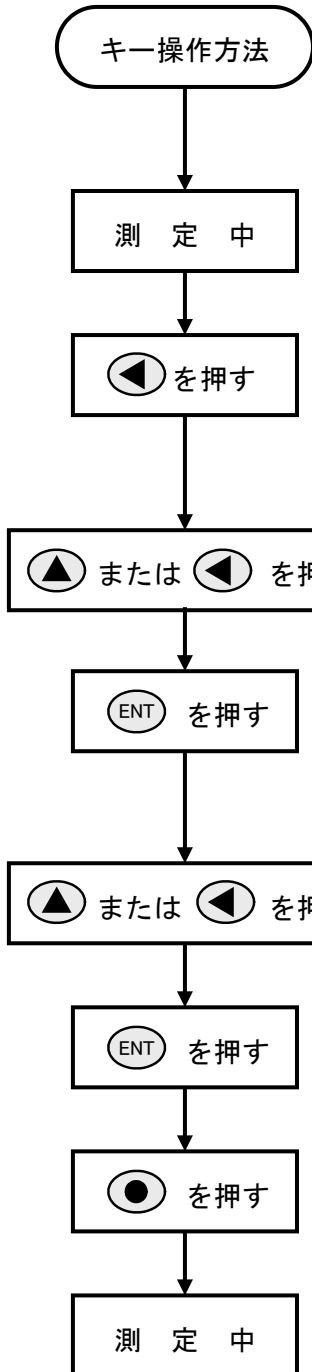 キー操作方法
測 定 中
◀ を押す
▲ または ◀ を押
ENT を押す
▲ または ◀ を押
ENT を押す
● を押す
測 定 中